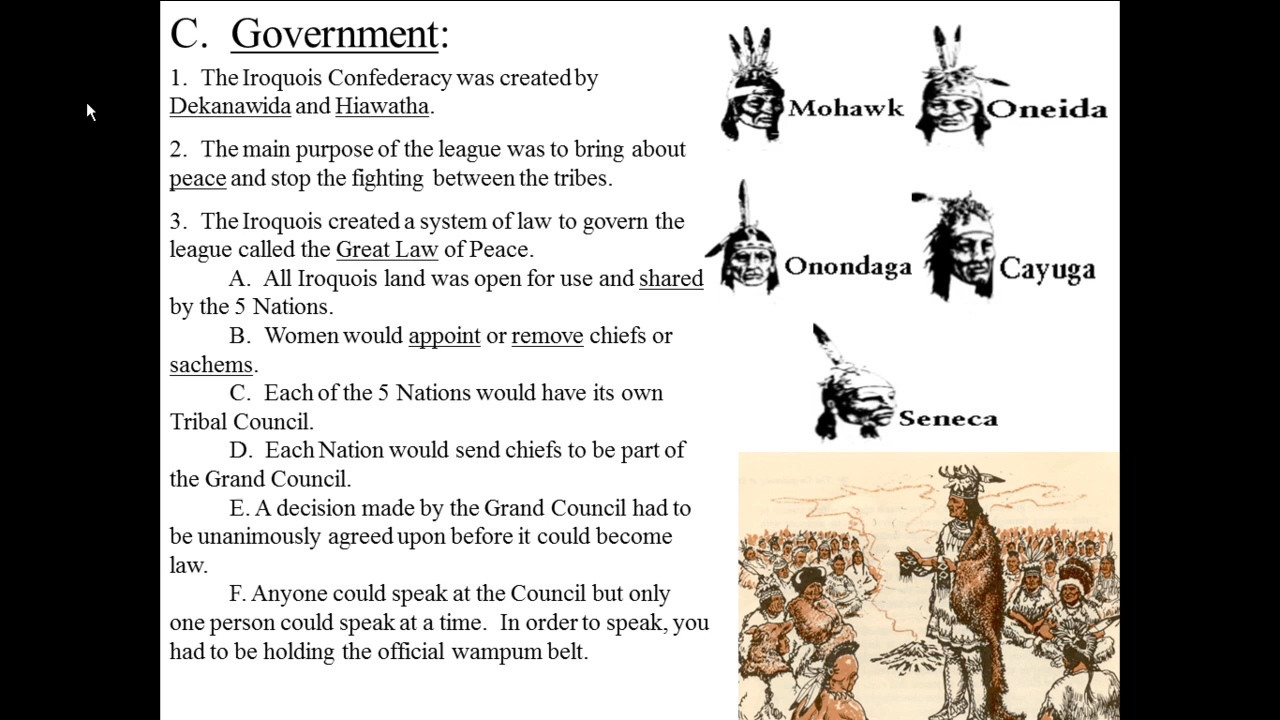 C. Government:
1. The Iroquois Confederacy was created by
Dekanawida and Hiawatha.
2. The main purpose of the league was to bring about
peace and stop the fighting between the tribes.
3. The Iroquois created a system of law to govern the
league called the Great Law of Peace.
A. All Iroquois land was open for use and shared
by the 5 Nations.
B. Women would appoint or remove chiefs or
sachems.
C. Each of the 5 Nations would have its own
Tribal Council.
D. Each Nation would send chiefs to be part of
the Grand Council.
E. A decision made by the Grand Council had to
be unanimously agreed upon before it could become
law.
F. Anyone could speak at the Council but only
one person could speak at a time. In order to speak, you
had to be holding the official wampum belt.
Mohawk
Oneida
Onondaga
Cayuga
Seneca